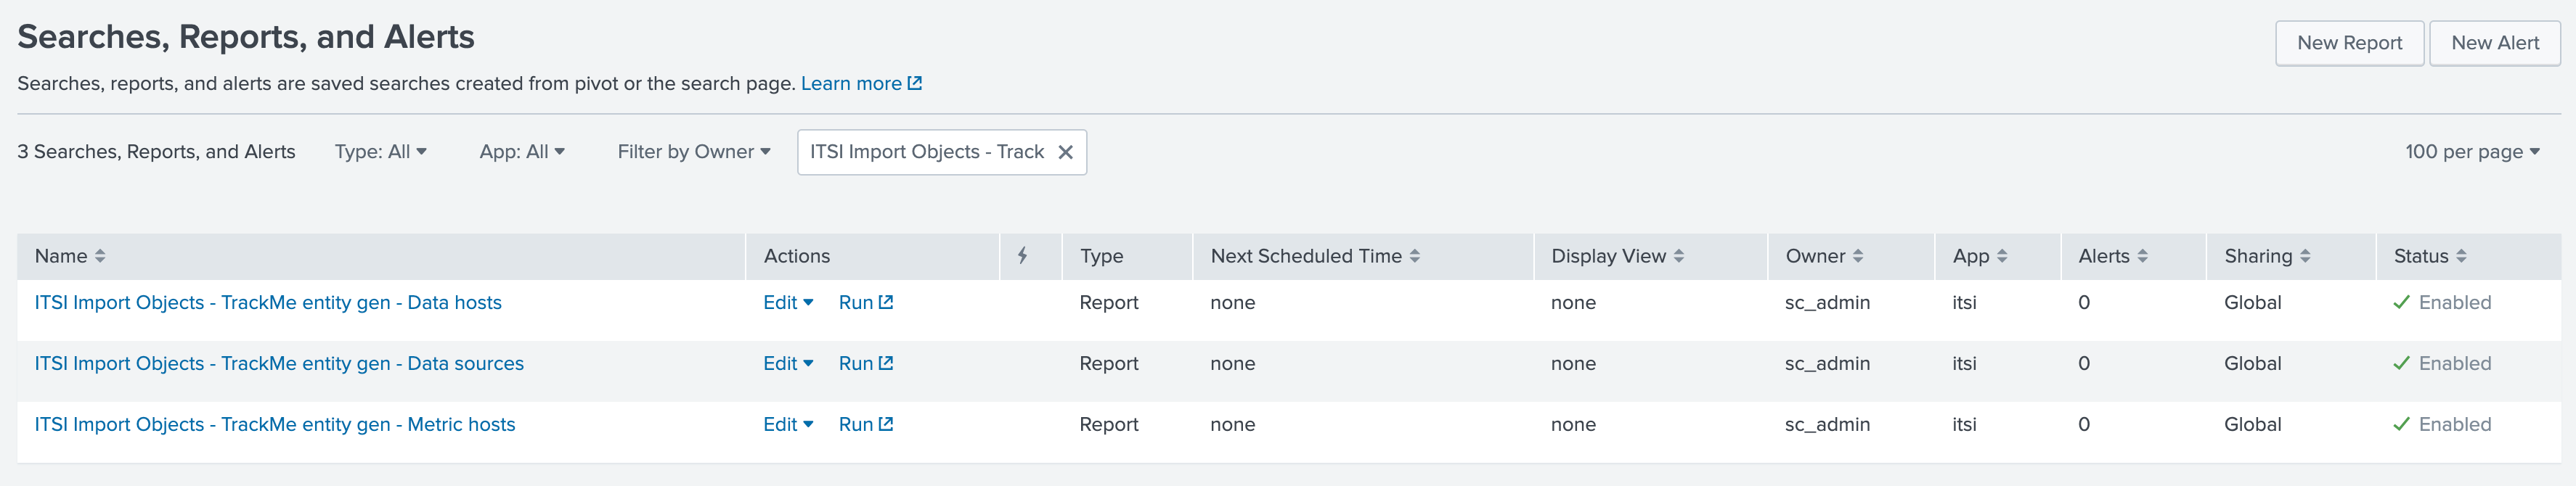 Searches, Reports, and Alerts
New Report New Alert
Searches, reports, and alerts are saved searches created from pivot or the search page. Learn more
3 Searches, Reports, and Alerts Type: All App: All Filter by Owner ITSI Import Objects - Track 100 per page
Name Actions Type Next Scheduled Time Display View Owner App Alerts Sharing Status
ITSI Import Objects - TrackMe entity gen - Data hosts Edit Run Report none none sc_admin itsi 0 Global Enabled
ITSI Import Objects - TrackMe entity gen - Data sources Edit Run Report none none sc_admin itsi 0 Global Enabled
ITSI Import Objects - TrackMe entity gen - Metric hosts Edit Run Report none none sc_admin itsi 0 Global Enabled